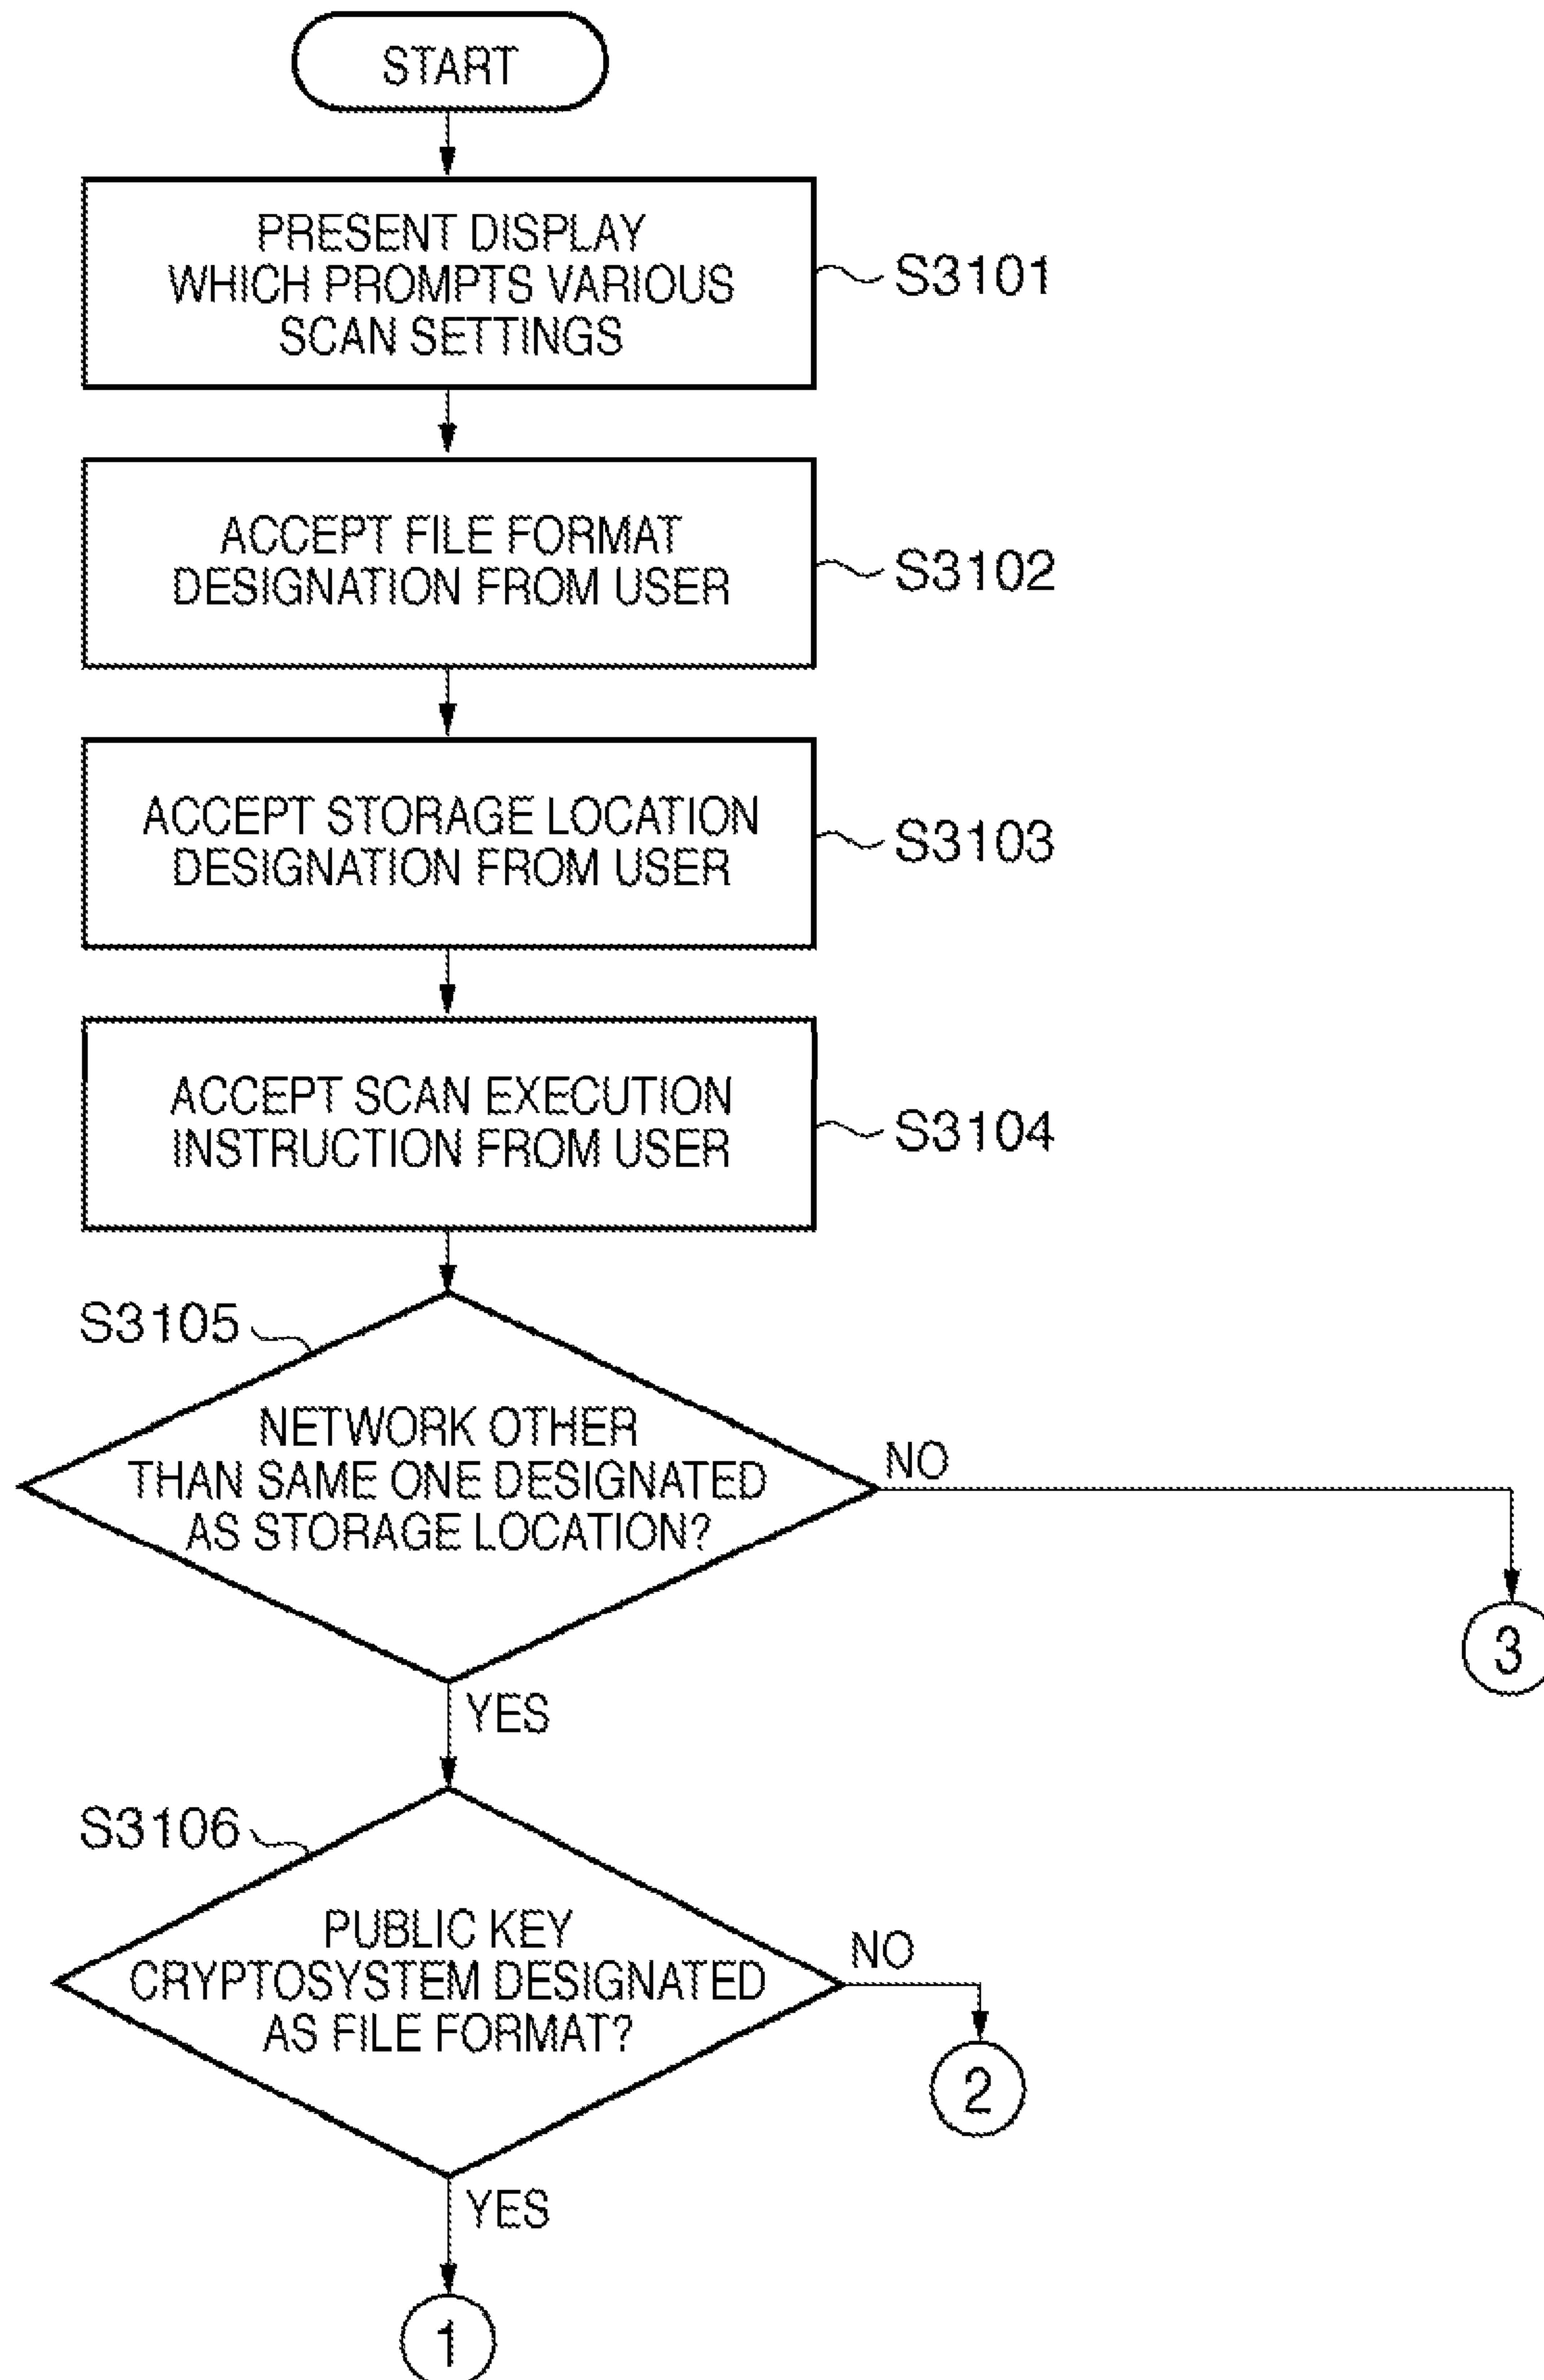 START
PRESENT DISPLAY
WHICH PROMPTS VARIOUS
SCAN SETTINGS
S3101
ACCEPT FILE FORMAT
DESIGNATION FROM USER
S3102
ACCEPT STORAGE LOCATION
DESIGNATION FROM USER
S3103
ACCEPT SCAN EXECUTION
INSTRUCTION FROM USER
S3104
S3105
NETWORK OTHER
THAN SAME ONE DESIGNATED
AS STORAGE LOCATION?
NO
3
YES
S3106
PUBLIC KEY
CRYPTOSYSTEM DESIGNATED
AS FILE FORMAT?
NO
2
YES
1